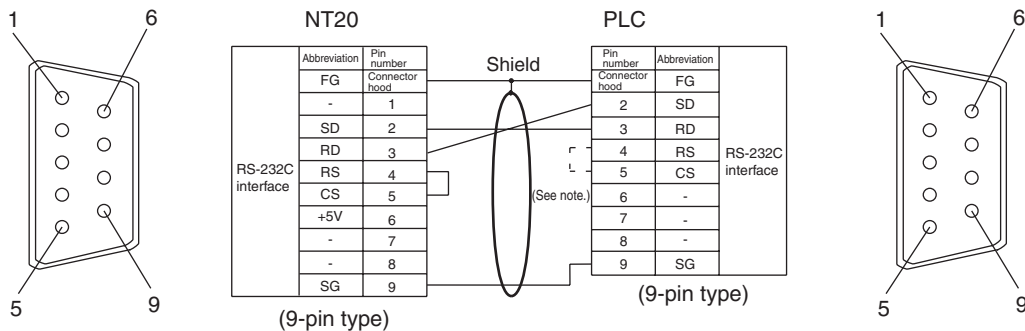 NT20
PLC
1
6
5
9
RS-232C
interface
Abbreviation
Pin
number
FG
Connector
hood
-
1
SD
2
RD
3
RS
4
CS
5
+5V
6
-
7
-
8
SG
9
(9-pin type)
Shield
(See note.)
Pin
number
Abbreviation
Connector
hood
FG
2
SD
3
RD
4
RS
5
CS
6
-
7
-
8
-
9
SG
RS-232C
interface
(9-pin type)
1
6
5
9